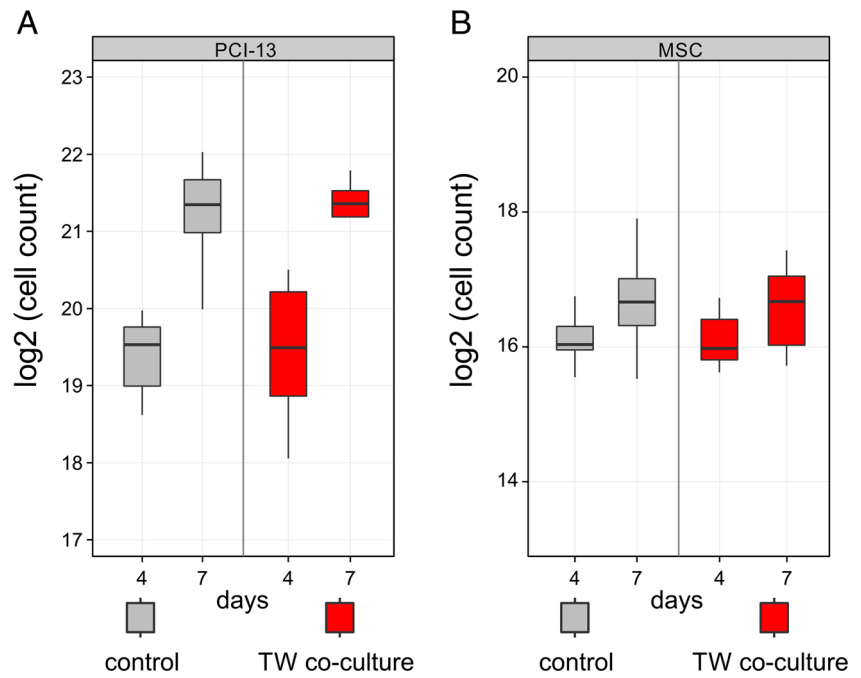 A
PCI-13
log2 (cell count)
23
22
21
20
19
18
17
4 7 4 7
days
control TW co-culture
B
MSC
log2 (cell count)
20
18
16
14
4 7 4 7
days
control TW co-culture